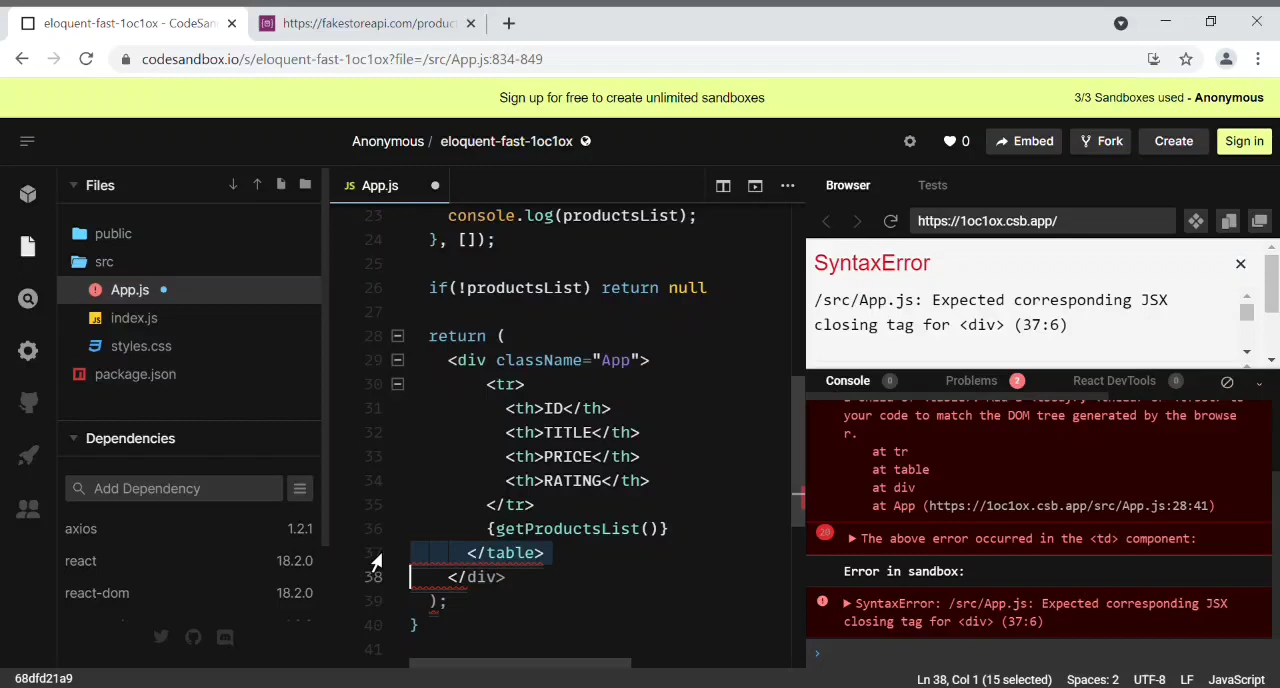 eloquent-fast-1oc1ox - CodeSan
https://fakestoreapi.com/product
codesandbox.io/s/eloquent-fast-1oc1ox?file=/src/App.js:834-849
Sign up for free to create unlimited sandboxes
3/3 Sandboxes used - Anonymous
Anonymous / eloquent-fast-1oc1ox
0
Embed
Fork
Create
Sign in
Files
public
src
App.js
index.js
styles.css
package.json
Dependencies
Add Dependency
axios 1.2.1
react 18.2.0
react-dom 18.2.0
JS App.js
23 console.log(productsList);
24 }, []);
25
26 if(!productsList) return null
27
28 return (
29 <div className="App">
30 <tr>
31 <th>ID</th>
32 <th>TITLE</th>
33 <th>PRICE</th>
34 <th>RATING</th>
35 </tr>
36 {getProductsList()}
37 </table>
38 </div>
39 );
40 }
41
Browser
Tests
https://1oc1ox.csb.app/
SyntaxError
/src/App.js: Expected corresponding JSX
closing tag for <div> (37:6)
Console 0
Problems 2
React DevTools 0
your code to match the DOM tree generated by the browse
r.
at tr
at table
at div
at App (https://1oc1ox.csb.app/src/App.js:28:41)
20
The above error occurred in the <td> component:
Error in sandbox:
SyntaxError: /src/App.js: Expected corresponding JSX
closing tag for <div> (37:6)
68dfd21a9
Ln 38, Col 1 (15 selected)
Spaces: 2
UTF-8
LF
JavaScript